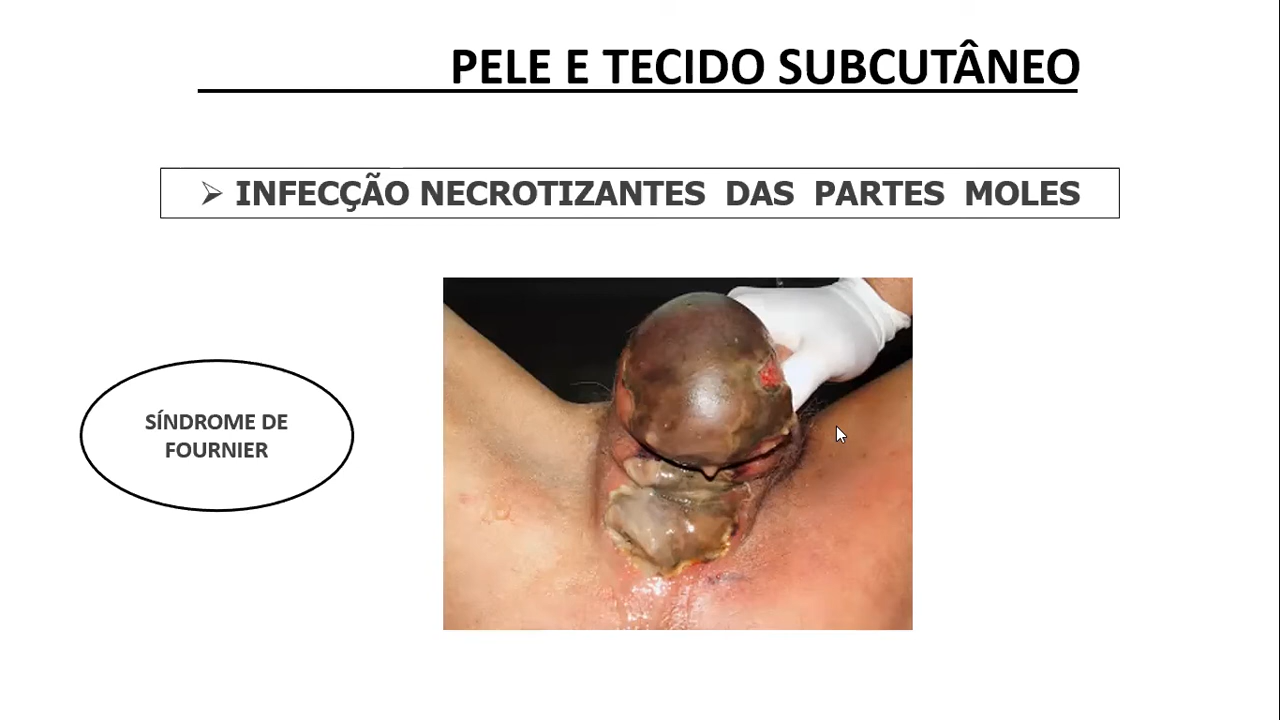 PELE E TECIDO SUBCUTÂNEO
INFECÇÃO NECROTIZANTES DAS PARTES MOLES
SÍNDROME DE
FOURNIER